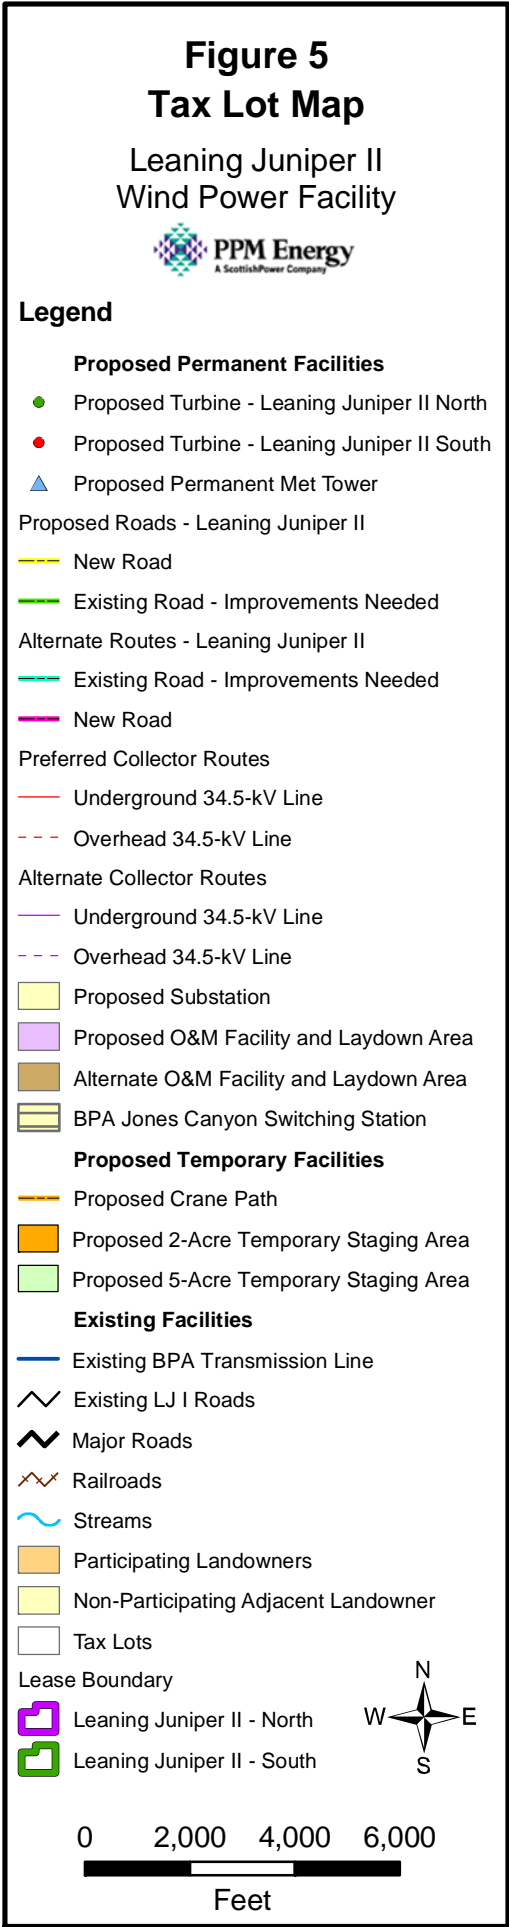 Figure 5
Tax Lot Map
Leaning Juniper II
Wind Power Facility
PPM Energy
A ScottishPower Company
Legend
Proposed Permanent Facilities
Proposed Turbine - Leaning Juniper II North
Proposed Turbine - Leaning Juniper II South
Proposed Permanent Met Tower
Proposed Roads - Leaning Juniper II
New Road
Existing Road - Improvements Needed
Alternate Routes - Leaning Juniper II
Existing Road - Improvements Needed
New Road
Preferred Collector Routes
Underground 34.5-kV Line
Overhead 34.5-kV Line
Alternate Collector Routes
Underground 34.5-kV Line
Overhead 34.5-kV Line
Proposed Substation
Proposed O&M Facility and Laydown Area
Alternate O&M Facility and Laydown Area
BPA Jones Canyon Switching Station
Proposed Temporary Facilities
Proposed Crane Path
Proposed 2-Acre Temporary Staging Area
Proposed 5-Acre Temporary Staging Area
Existing Facilities
Existing BPA Transmission Line
Existing LJ I Roads
Major Roads
Railroads
Streams
Participating Landowners
Non-Participating Adjacent Landowner
Tax Lots
Lease Boundary
Leaning Juniper II - North
Leaning Juniper II - South
N
W E
S
0 2,000 4,000 6,000
Feet